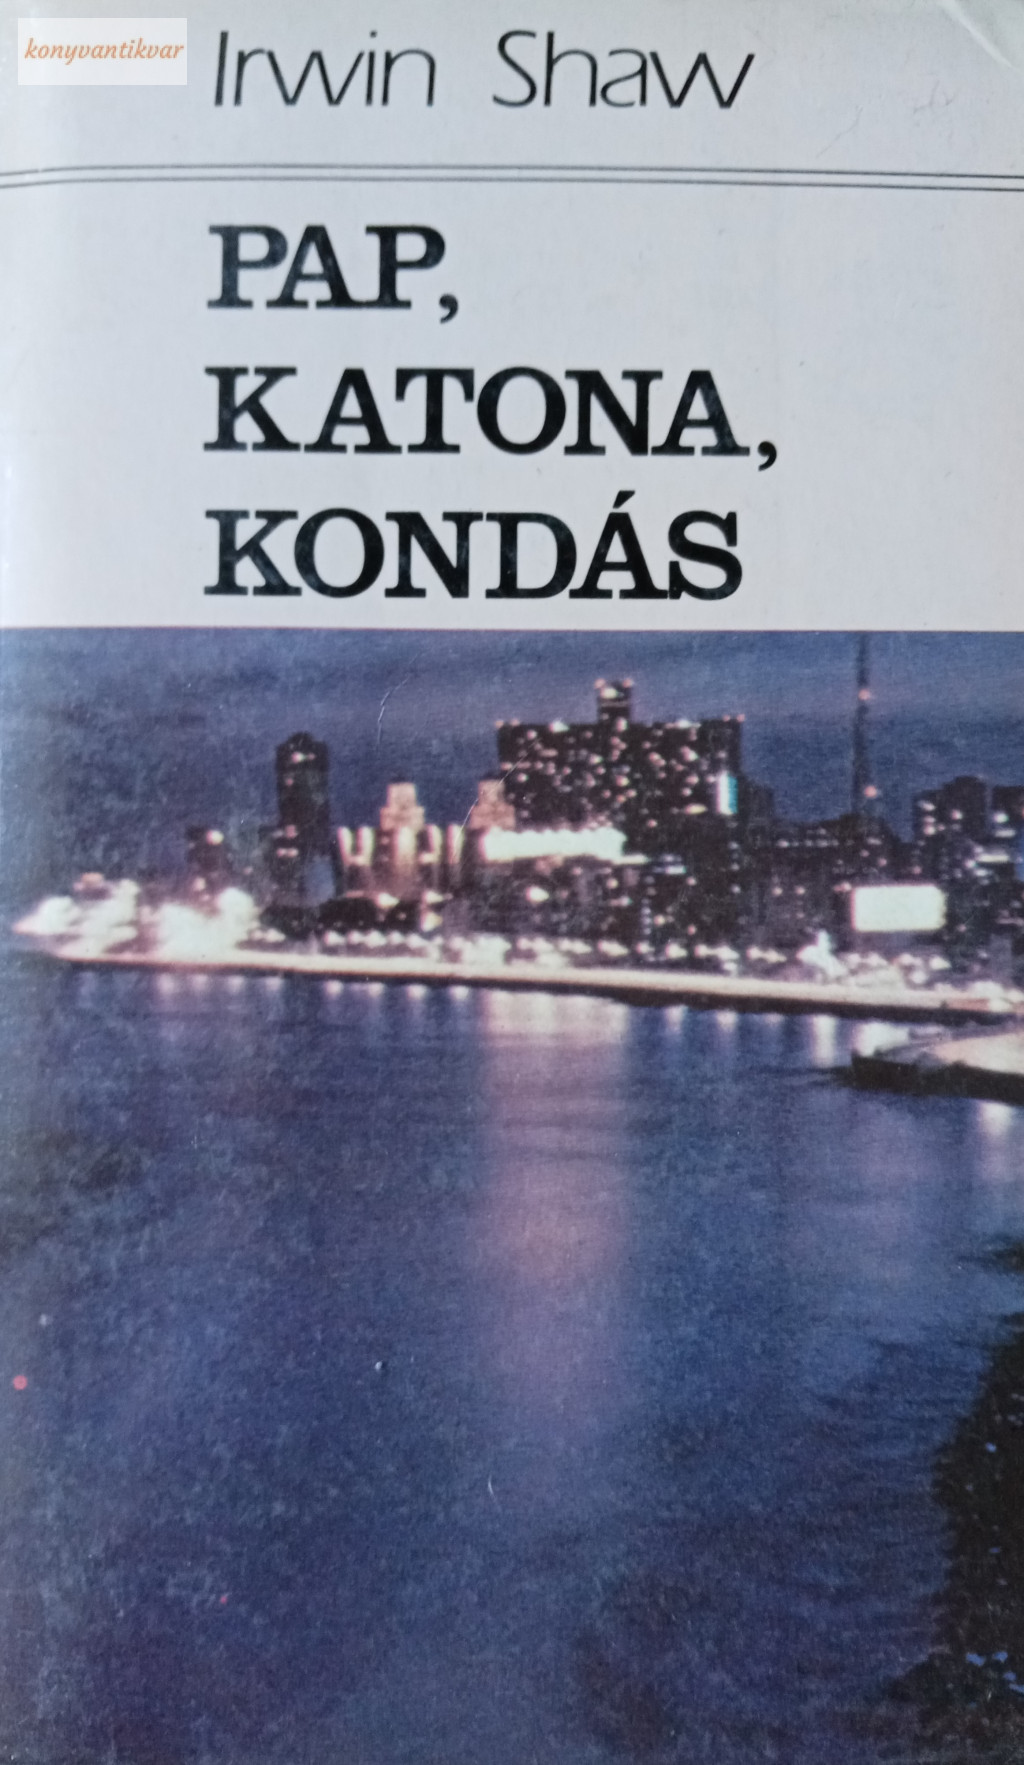 konyvantikvar
Irwin Shaw
PAP,
KATONA,
KONDÁS